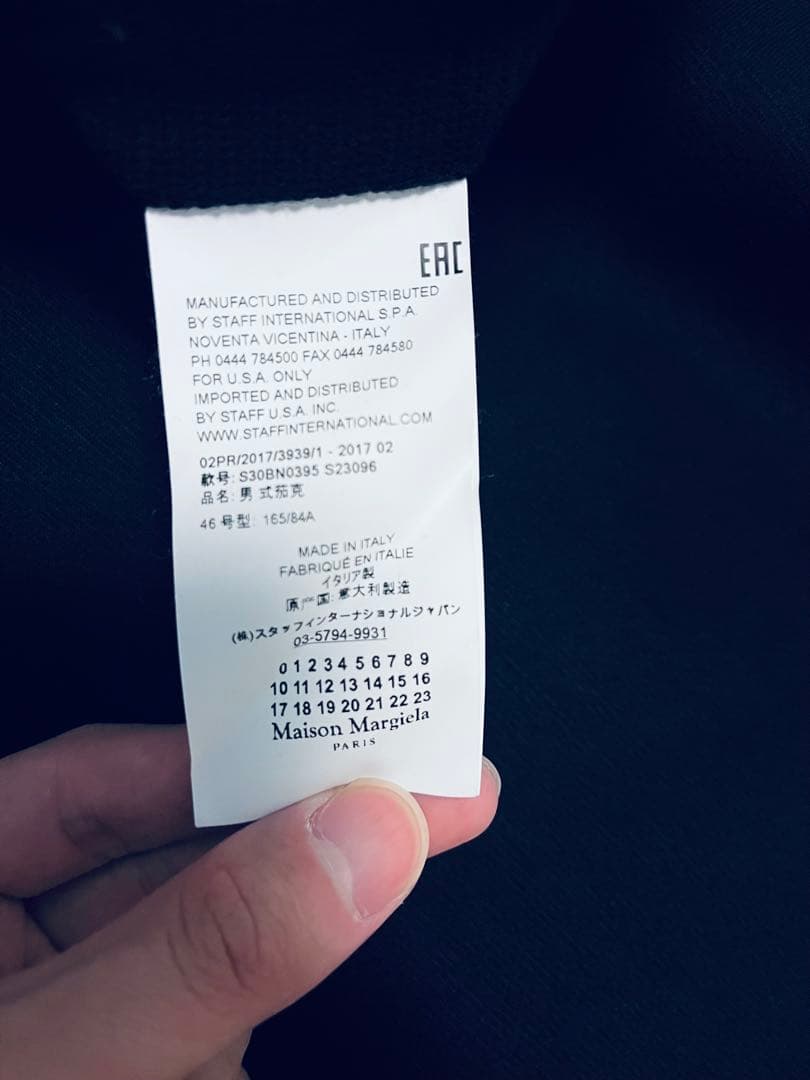 EAC
MANUFACTURED AND DISTRIBUTED
BY STAFF INTERNATIONAL S.P.A.
NOVENTA VICENTINA - ITALY
PH 0444 784500 FAX 0444 784580
FOR U.S.A. ONLY
IMPORTED AND DISTRIBUTED
BY STAFF U.S.A. INC.
WWW.STAFFINTERNATIONAL.COM
02PR/2017/3939/1 - 2017 02
款号: S30BN0395 S23096
品名: 男式茄克
46 号型: 165/84A
MADE IN ITALY
FABRIQUÉ EN ITALIE
イタリア製
原产国: 意大利製造
(株)スタッフインターナショナルジャパン
03-5794-9931
0 1 2 3 4 5 6 7 8 9
10 11 12 13 14 15 16
17 18 19 20 21 22 23
Maison Margiela
PARIS